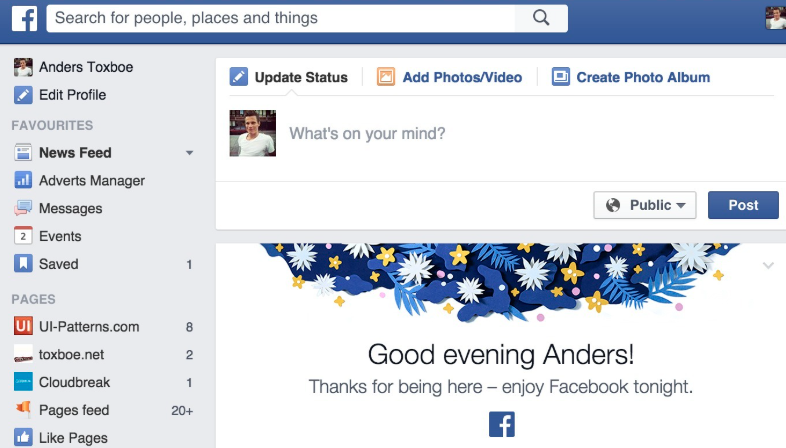 f Search for people, places and things
Anders Toxboe
Edit Profile
FAVOURITES
News Feed
Adverts Manager
Messages
2 Events
Saved 1
PAGES
UI UI-Patterns.com 8
toxboe.net 2
Cloudbreak 1
Pages feed 20+
Like Pages
Update Status Add Photos/Video Create Photo Album
What's on your mind?
Public Post
Good evening Anders!
Thanks for being here – enjoy Facebook tonight.
f